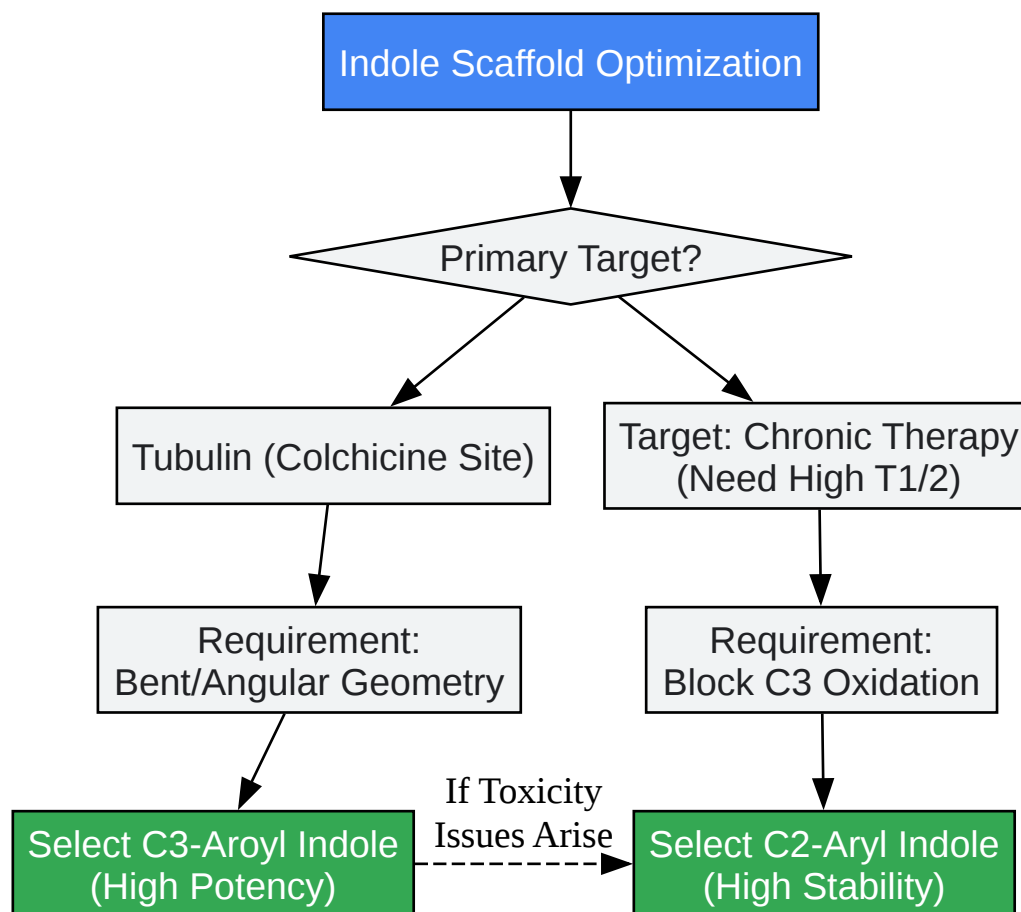 Indole Scaffold Optimization
Primary Target?
Tubulin (Colchicine Site)
Target: Chronic Therapy
(Need High T1/2)
Requirement:
Bent/Angular Geometry
Requirement:
Block C3 Oxidation
If Toxicity
Issues Arise
Select C3-Aroyl Indole
(High Potency)
Select C2-Aryl Indole
(High Stability)